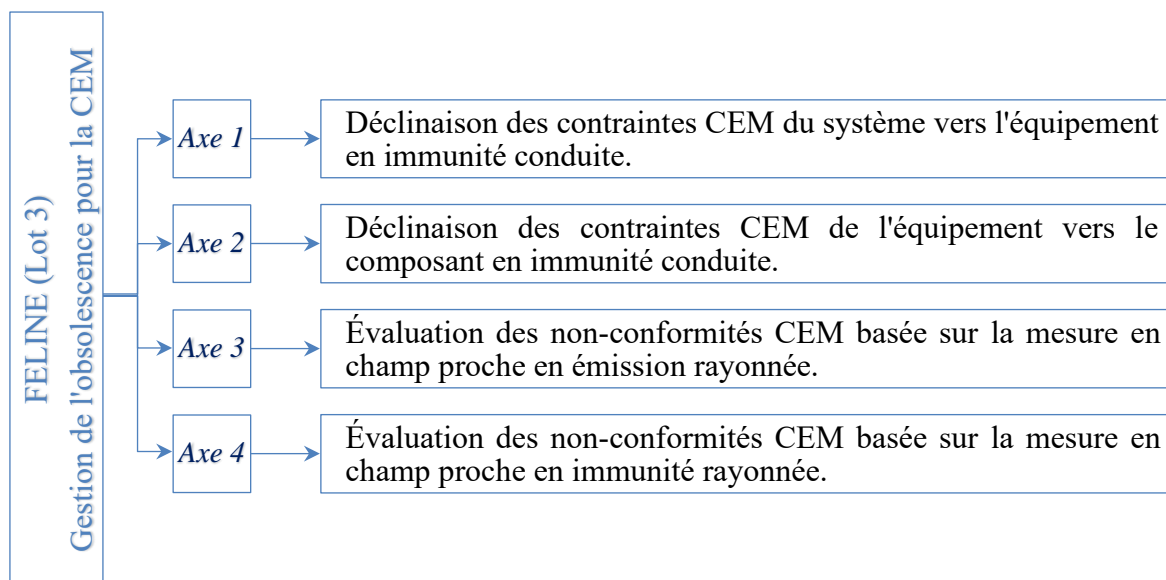 FELINE (Lot 3)
Gestion de l'obsolescence pour la CEM
Axe 1
Déclinaison des contraintes CEM du système vers l'équipement
en immunité conduite.
Axe 2
Déclinaison des contraintes CEM de l'équipement vers le
composant en immunité conduite.
Axe 3
Évaluation des non-conformités CEM basée sur la mesure en
champ proche en émission rayonnée.
Axe 4
Évaluation des non-conformités CEM basée sur la mesure en
champ proche en immunité rayonnée.